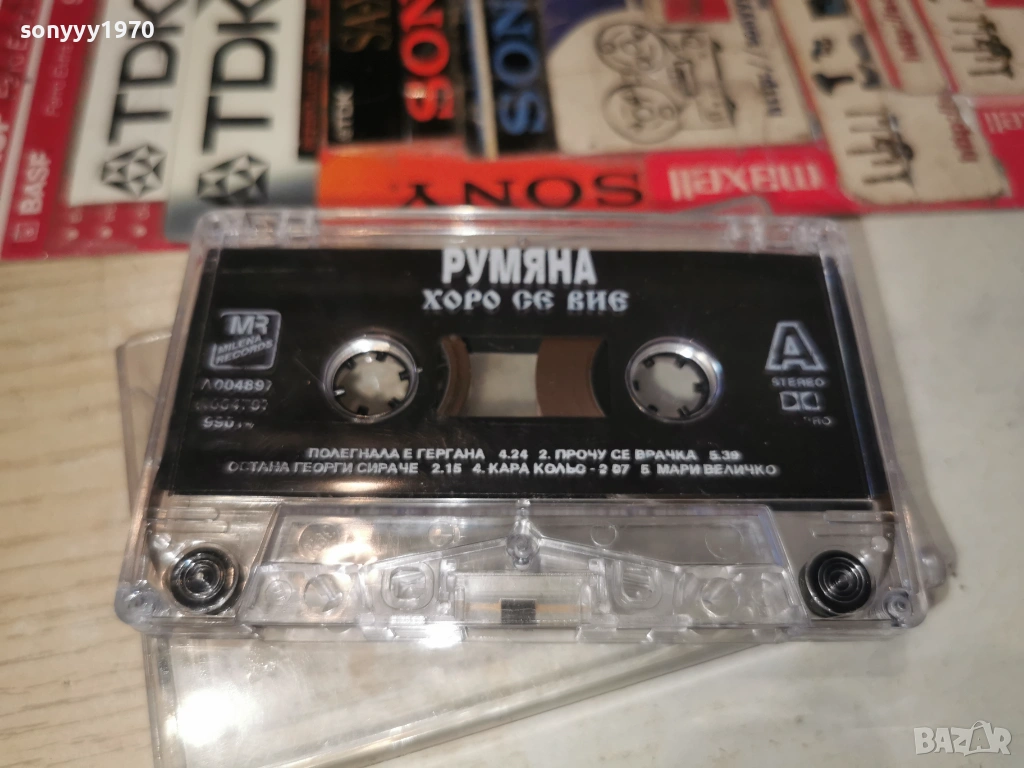 sonyyy1970
BASF
TDK
TDK
TDK
SONY
maxell
РУМЯНА
ХОРО СЕ ВИЕ
MR
MILENA
RECORDS
A
STEREO
A004897
ПОЛЕГНАЛА Е ГЕРГАНА 4.24 2. ПРОЧУ СЕ ВРАЧКА 5.39
ОСТАНА ГЕОРГИ СИРАЧЕ 2.15 4. КАРА КОЛЬО - 2 07 5 МАРИ ВЕЛИЧКО
BAZAR